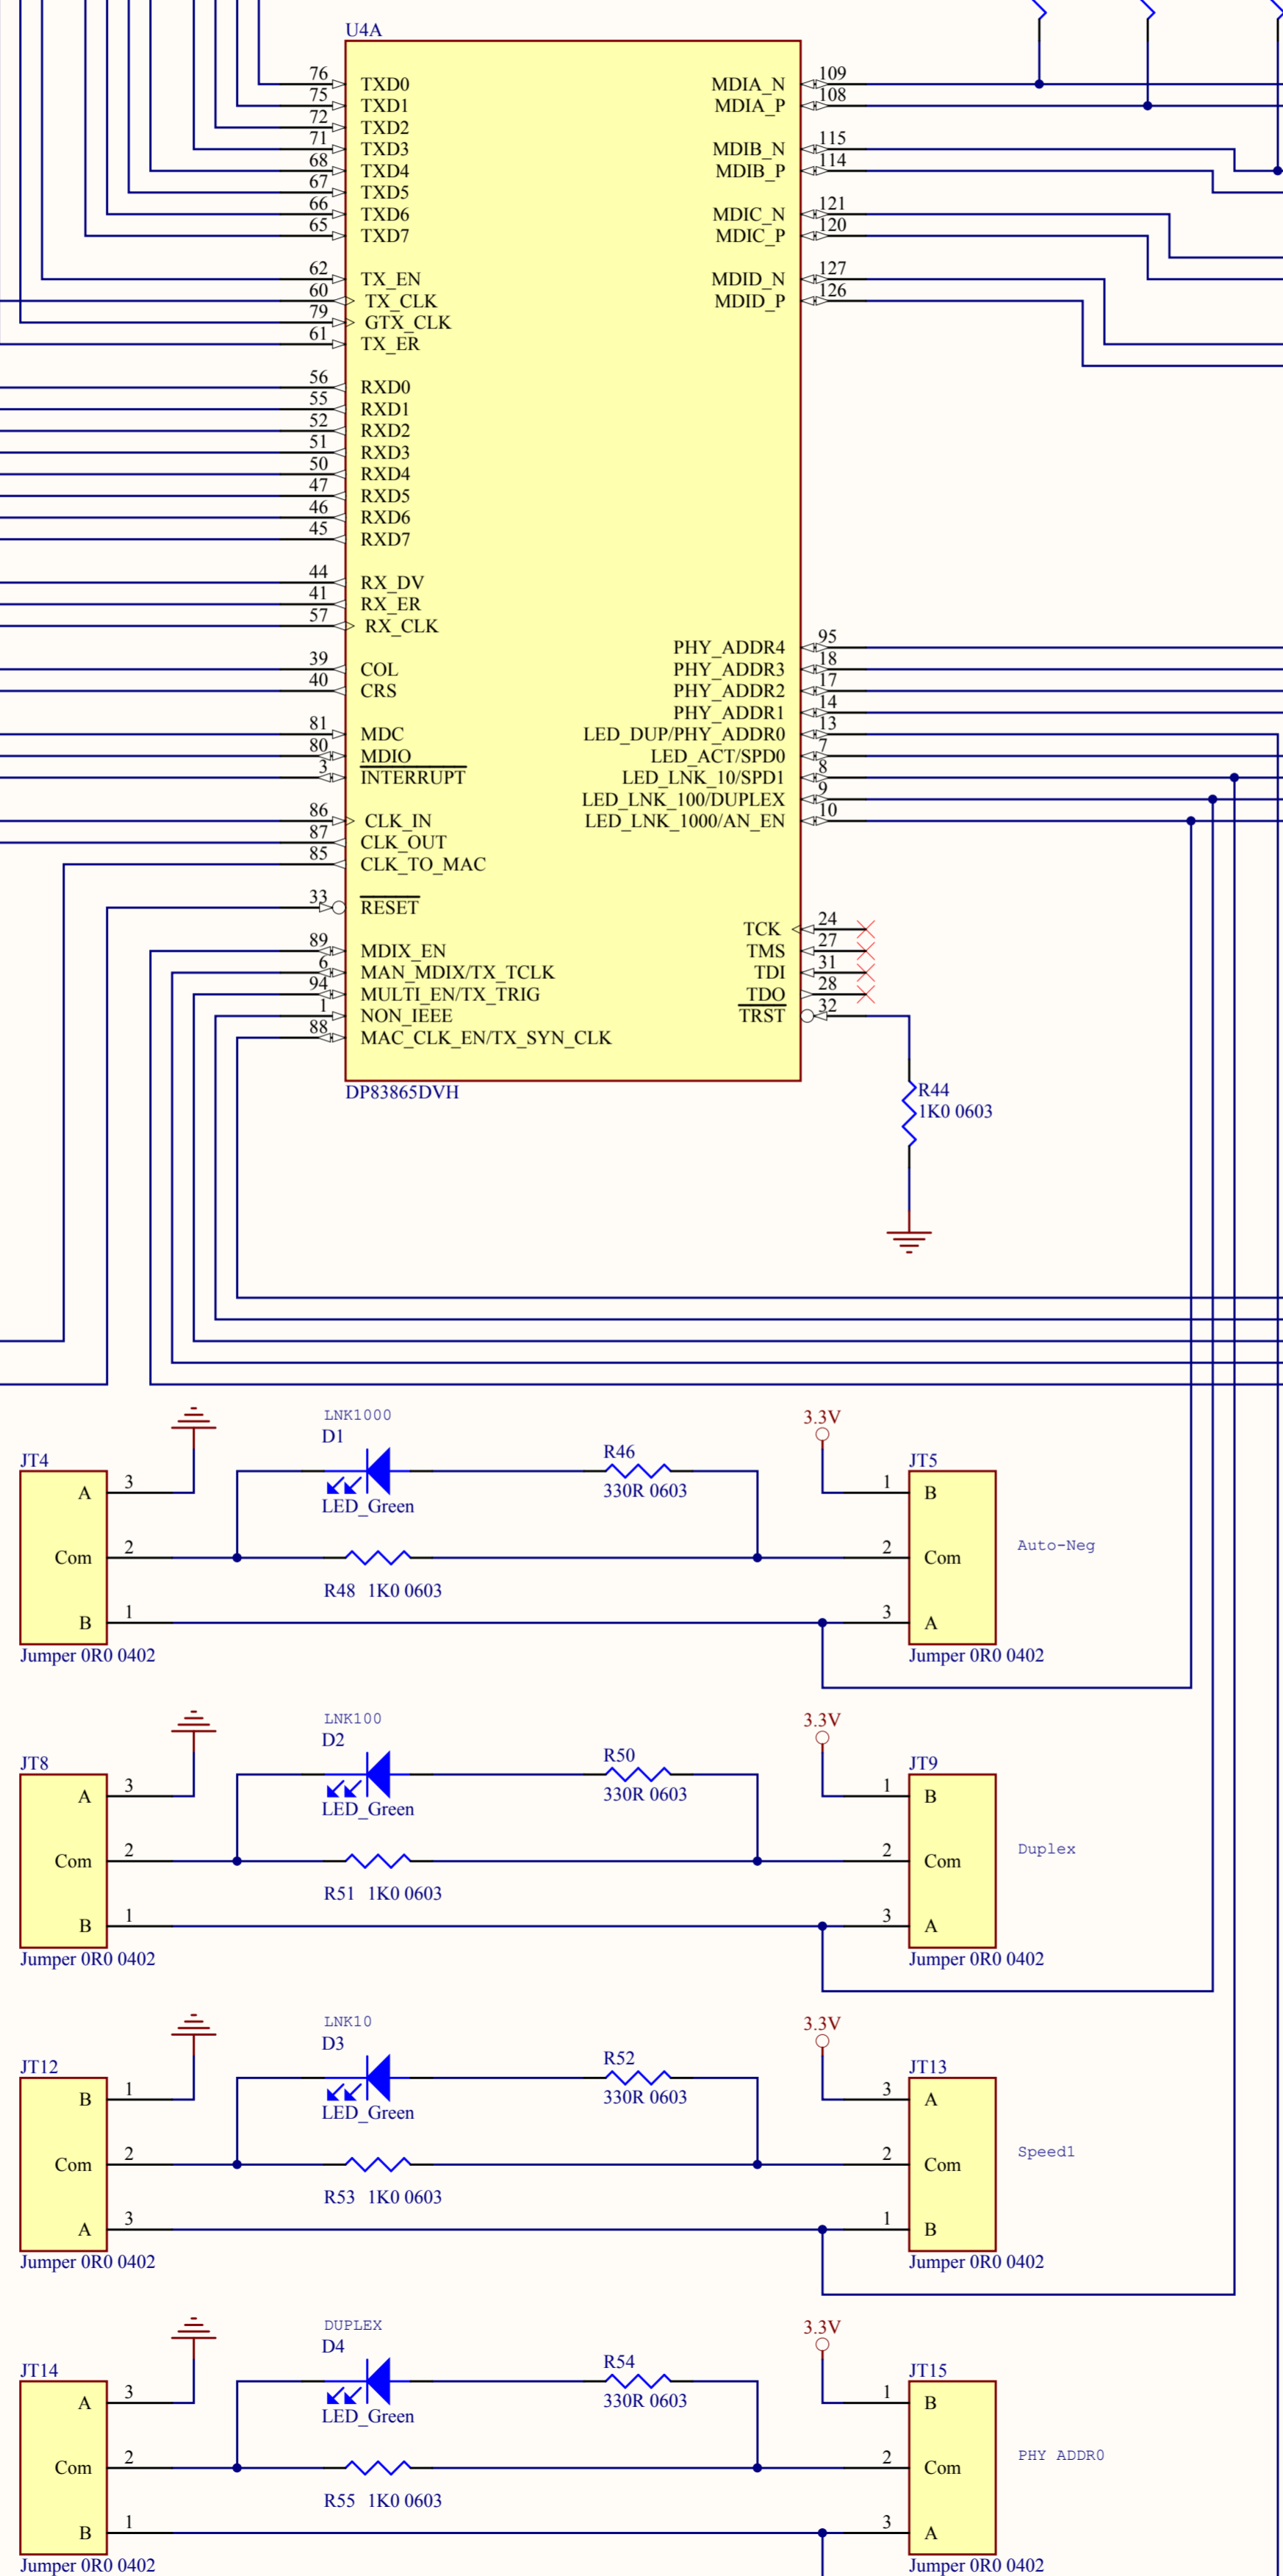 U4A
76 TXD0
75 TXD1
72 TXD2
71 TXD3
68 TXD4
67 TXD5
66 TXD6
65 TXD7
62 TX_EN
60 TX_CLK
79 GTX_CLK
61 TX_ER
56 RXD0
55 RXD1
52 RXD2
51 RXD3
50 RXD4
47 RXD5
46 RXD6
45 RXD7
44 RX_DV
41 RX_ER
57 RX_CLK
39 COL
40 CRS
81 MDC
80 MDIO
3 INTERRUPT
86 CLK_IN
87 CLK_OUT
85 CLK_TO_MAC
33 RESET
89 MDIX_EN
6 MAN_MDIX/TX_TCLK
94 MULTI_EN/TX_TRIG
1 NON_IEEE
88 MAC_CLK_EN/TX_SYN_CLK
MDIA_N 109
MDIA_P 108
MDIB_N 115
MDIB_P 114
MDIC_N 121
MDIC_P 120
MDID_N 127
MDID_P 126
PHY_ADDR4 95
PHY_ADDR3 18
PHY_ADDR2 17
PHY_ADDR1 14
LED_DUP/PHY_ADDR0 13
LED_ACT/SPD0 7
LED_LNK_10/SPD1 8
LED_LNK_100/DUPLEX 9
LED_LNK_1000/AN_EN 10
TCK 24
TMS 27
TDI 31
TDO 28
TRST 32
DP83865DVH
R44
1K0 0603
LNK1000
D1
LED_Green
R46
330R 0603
R48 1K0 0603
3.3V
JT4
A 3
Com 2
B 1
Jumper 0R0 0402
JT5
1 B
2 Com
3 A
Jumper 0R0 0402
Auto-Neg
LNK100
D2
LED_Green
R50
330R 0603
R51 1K0 0603
3.3V
JT8
A 3
Com 2
B 1
Jumper 0R0 0402
JT9
1 B
2 Com
3 A
Jumper 0R0 0402
Duplex
LNK10
D3
LED_Green
R52
330R 0603
R53 1K0 0603
3.3V
JT12
B 1
Com 2
A 3
Jumper 0R0 0402
JT13
3 A
2 Com
1 B
Jumper 0R0 0402
Speed1
DUPLEX
D4
LED_Green
R54
330R 0603
R55 1K0 0603
3.3V
JT14
A 3
Com 2
B 1
Jumper 0R0 0402
JT15
1 B
2 Com
3 A
Jumper 0R0 0402
PHY ADDR0